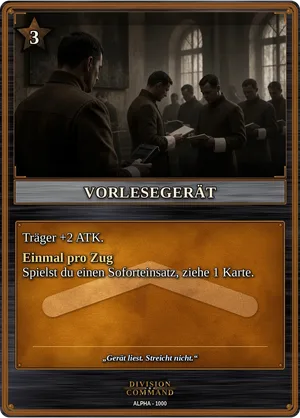 3
VORLESEGERÄT
Träger +2 ATK.
Einmal pro Zug
Spielst du einen Soforteinsatz, ziehe 1 Karte.
„Gerät liest. Streicht nicht.“
DIVISION
COMMAND
ALPHA - 1000